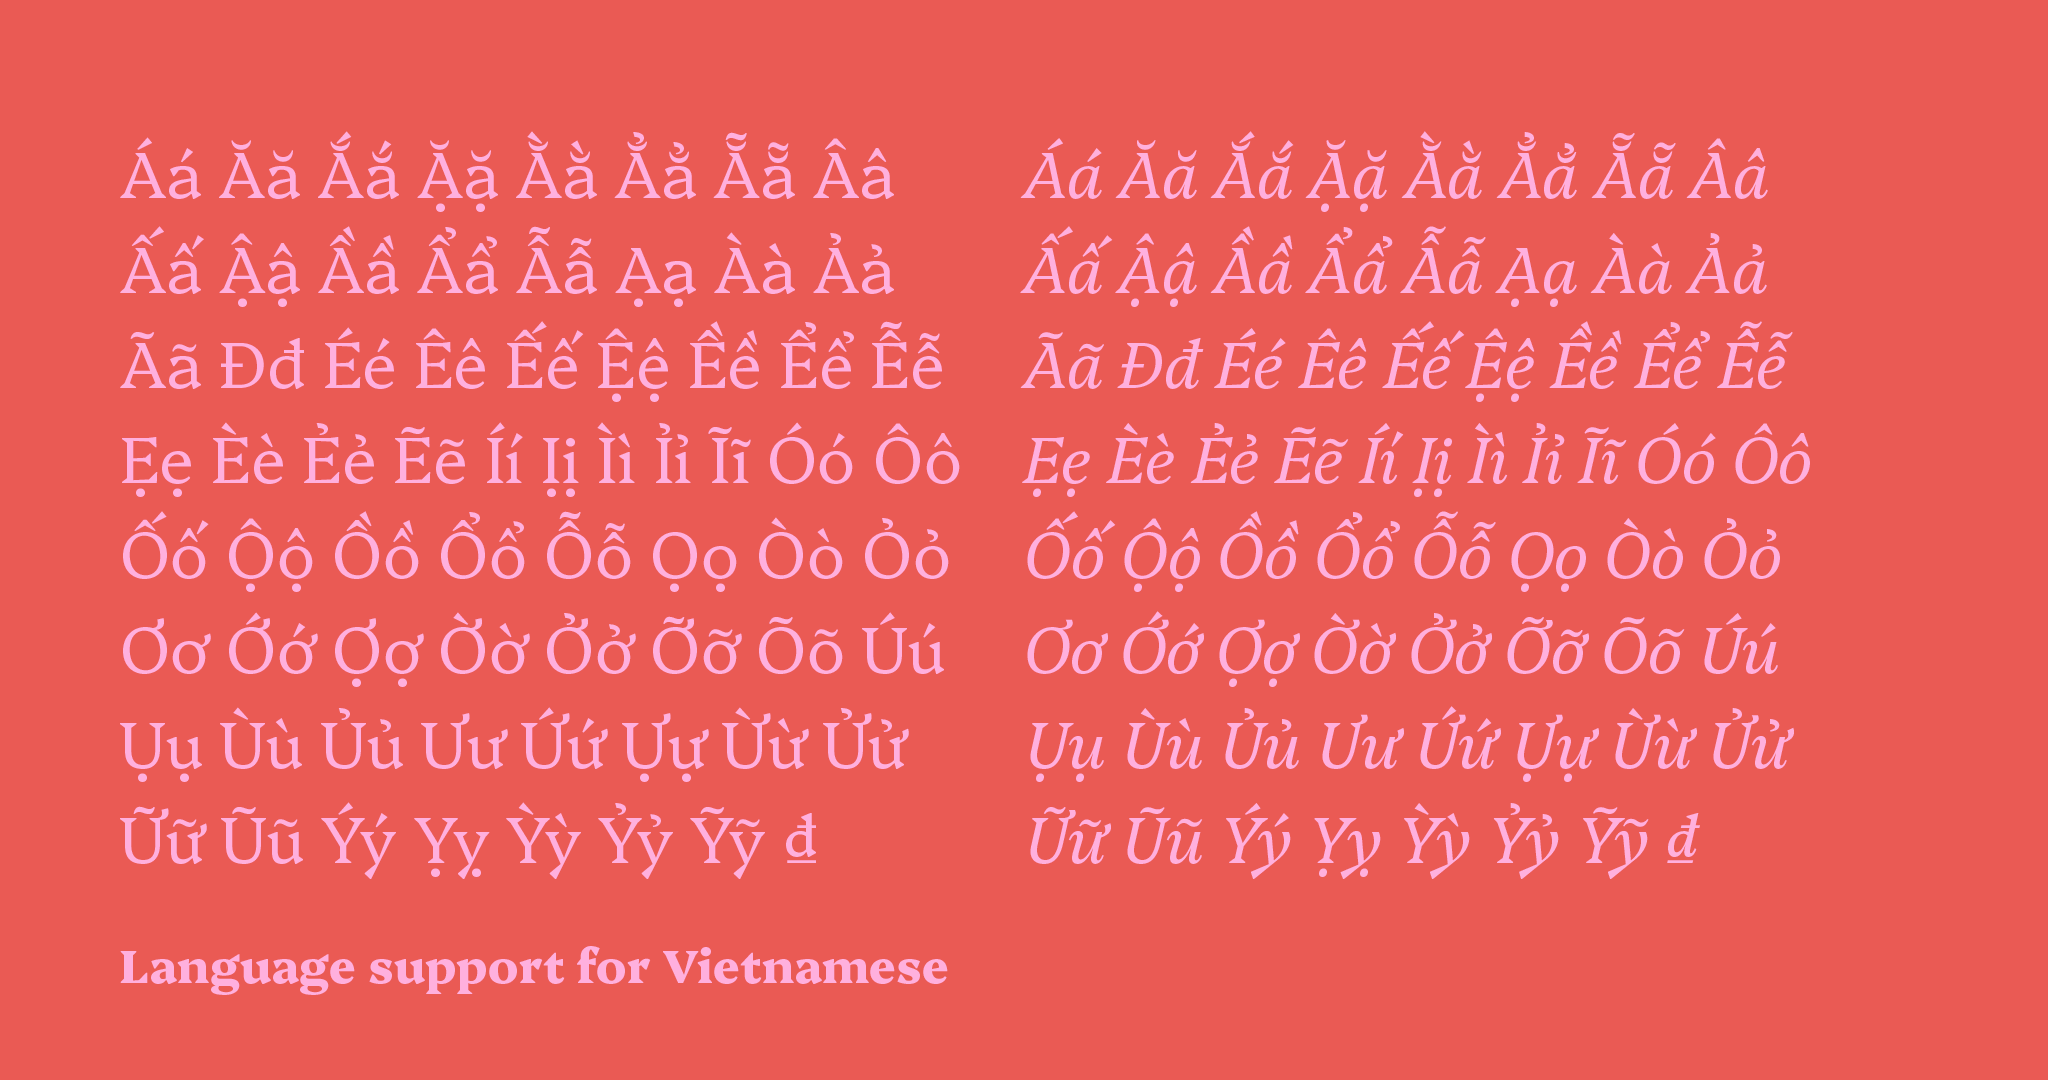 Áá Ăă Ắắ Ặặ Ằằ Ẳẳ Ẵẵ Ââ
Ấấ Ậậ Ầầ Ẩẩ Ẫẫ Ạạ Àà Ảả
Ãã Đđ Éé Êê Ếế Ệệ Ềề Ểể Ễễ
Ẹẹ Èè Ẻẻ Ẽẽ Íí Ịị Ìì Ỉỉ Ĩĩ Óó Ôô
Ốố Ộộ Ồồ Ổổ Ỗỗ Ọọ Òò Ỏỏ
Ơơ Ớớ Ợợ Ờờ Ởở Ỡỡ Õõ Úú
Ụụ Ùù Ủủ Ưư Ứứ Ựự Ừừ Ửử
Ữữ Ũũ Ýý Ỵỵ Ỳỳ Ỷỷ Ỹỹ ₫
Áá Ăă Ắắ Ặặ Ằằ Ẳẳ Ẵẵ Ââ
Ấấ Ậậ Ầầ Ẩẩ Ẫẫ Ạạ Àà Ảả
Ãã Đđ Éé Êê Ếế Ệệ Ềề Ểể Ễễ
Ẹẹ Èè Ẻẻ Ẽẽ Íí Ịị Ìì Ỉỉ Ĩĩ Óó Ôô
Ốố Ộộ Ồồ Ổổ Ỗỗ Ọọ Òò Ỏỏ
Ơơ Ớớ Ợợ Ờờ Ởở Ỡỡ Õõ Úú
Ụụ Ùù Ủủ Ưư Ứứ Ựự Ừừ Ửử
Ữữ Ũũ Ýý Ỵỵ Ỳỳ Ỷỷ Ỹỹ ₫
Language support for Vietnamese